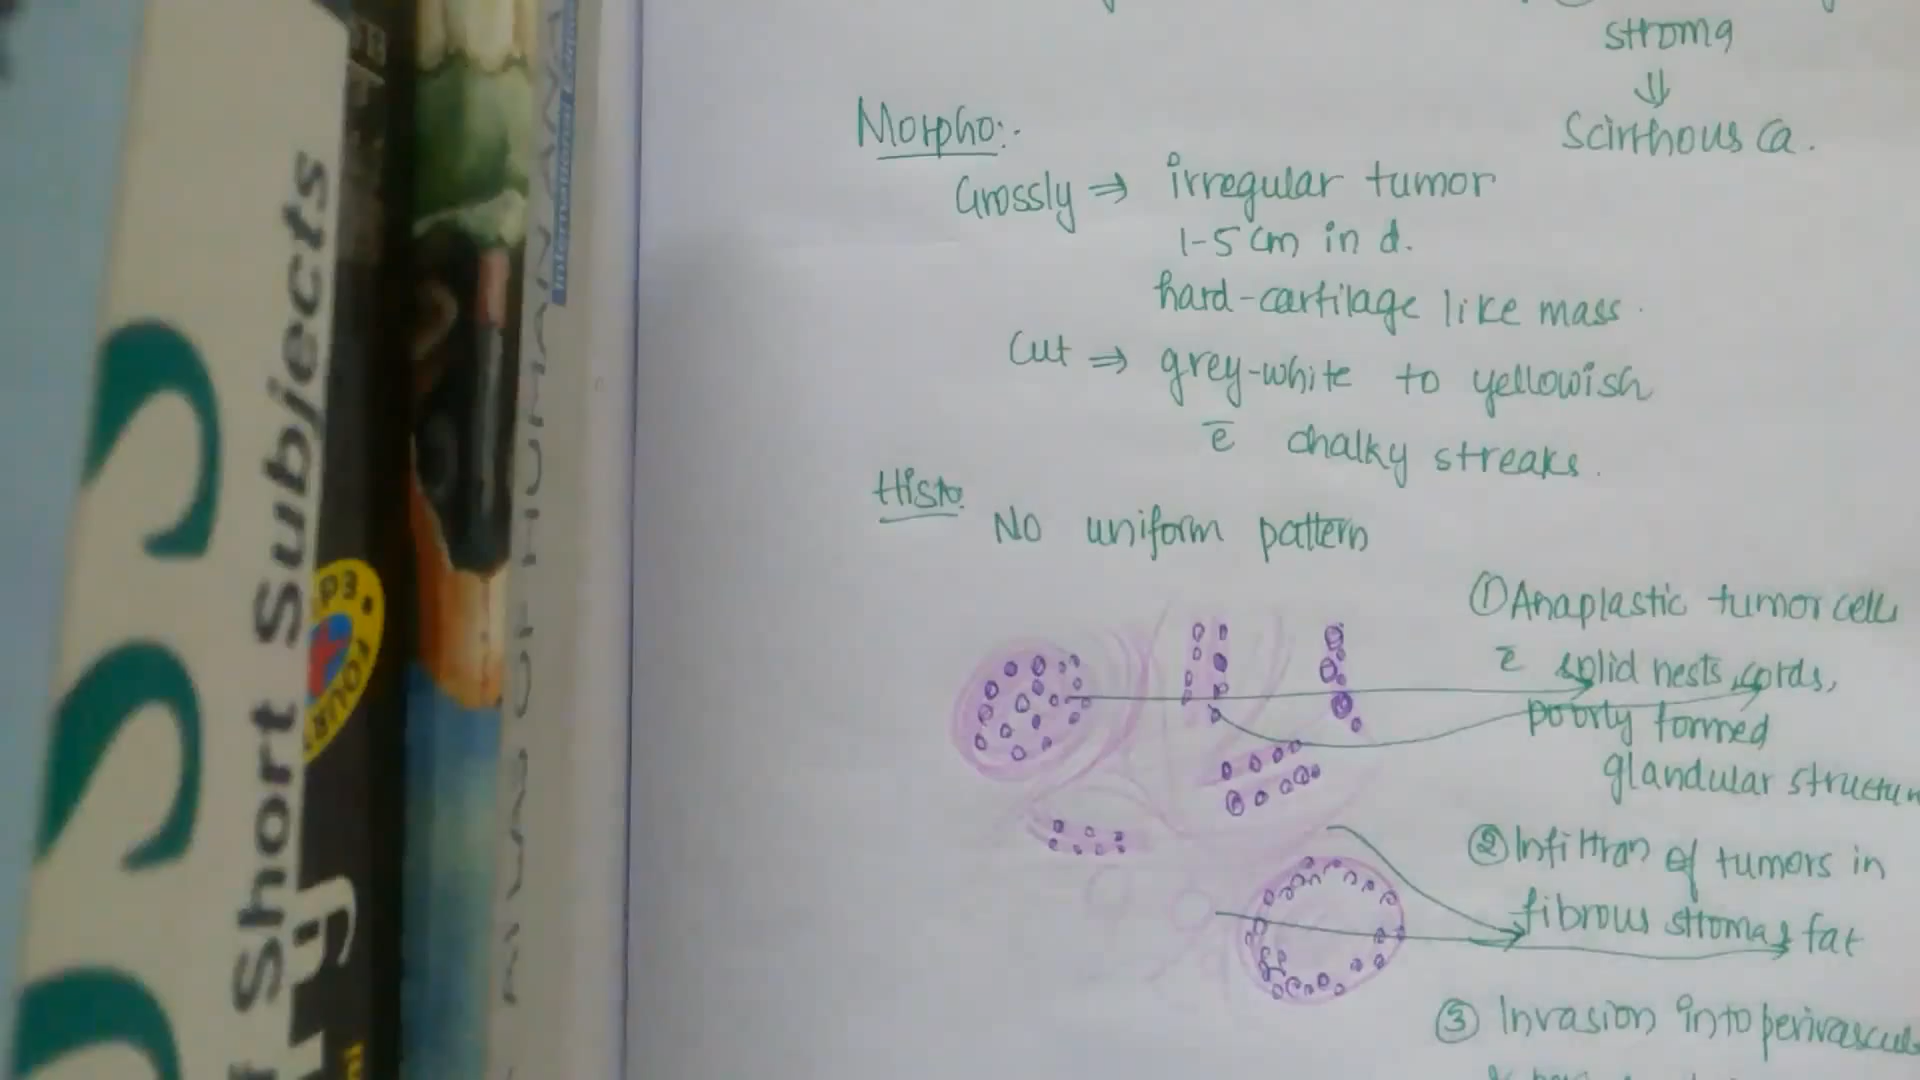 Short Subjects
stroma
⇓
Scirrhous Ca.
Morpho:-
Grossly ⇒ irregular tumor
1-5 cm in d.
hard-cartilage like mass.
Cut ⇒ grey-white to yellowish
c̄ chalky streaks.
Histo
No uniform pattern
① Anaplastic tumor cells
c̄ solid nests, cords,
poorly formed
glandular
② Infiltran of tumors in
fibrous stroma & fat
③ Invasion into